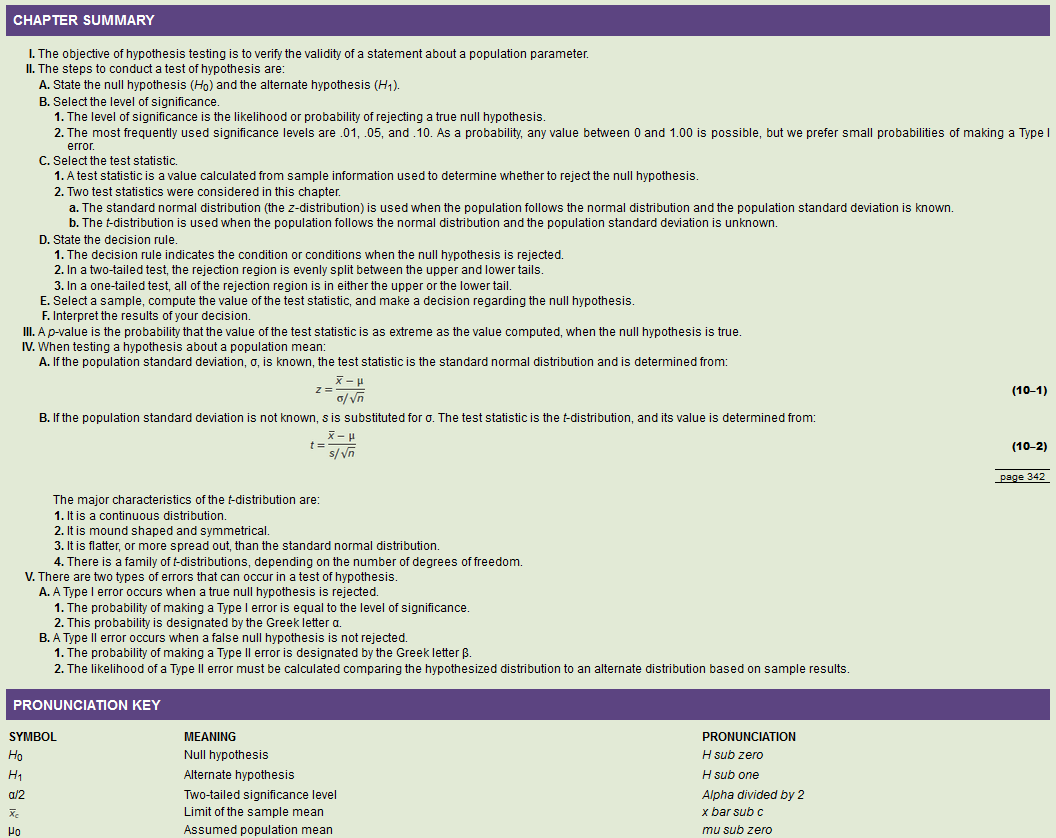 CHAPTER SUMMARY
I. The objective of hypothesis testing is to verify the validity of a statement about a population parameter.
II. The steps to conduct a test of hypothesis are:
A. State the null hypothesis (H₀) and the alternate hypothesis (H₁).
B. Select the level of significance.
1. The level of significance is the likelihood or probability of rejecting a true null hypothesis.
2. The most frequently used significance levels are .01, .05, and .10. As a probability, any value between 0 and 1.00 is possible, but we prefer small probabilities of making a Type I
error.
C. Select the test statistic.
1. A test statistic is a value calculated from sample information used to determine whether to reject the null hypothesis.
2. Two test statistics were considered in this chapter.
a. The standard normal distribution (the z-distribution) is used when the population follows the normal distribution and the population standard deviation is known.
b. The t-distribution is used when the population follows the normal distribution and the population standard deviation is unknown.
D. State the decision rule.
1. The decision rule indicates the condition or conditions when the null hypothesis is rejected.
2. In a two-tailed test, the rejection region is evenly split between the upper and lower tails.
3. In a one-tailed test, all of the rejection region is in either the upper or the lower tail.
E. Select a sample, compute the value of the test statistic, and make a decision regarding the null hypothesis.
F. Interpret the results of your decision.
III. A p-value is the probability that the value of the test statistic is as extreme as the value computed, when the null hypothesis is true.
IV. When testing a hypothesis about a population mean:
A. If the population standard deviation, σ, is known, the test statistic is the standard normal distribution and is determined from:
z = (x̄ − μ) / (σ/√n) (10–1)
B. If the population standard deviation is not known, s is substituted for σ. The test statistic is the t-distribution, and its value is determined from:
t = (x̄ − μ) / (s/√n) (10–2)
page 342
The major characteristics of the t-distribution are:
1. It is a continuous distribution.
2. It is mound shaped and symmetrical.
3. It is flatter, or more spread out, than the standard normal distribution.
4. There is a family of t-distributions, depending on the number of degrees of freedom.
V. There are two types of errors that can occur in a test of hypothesis.
A. A Type I error occurs when a true null hypothesis is rejected.
1. The probability of making a Type I error is equal to the level of significance.
2. This probability is designated by the Greek letter α.
B. A Type II error occurs when a false null hypothesis is not rejected.
1. The probability of making a Type II error is designated by the Greek letter β.
2. The likelihood of a Type II error must be calculated comparing the hypothesized distribution to an alternate distribution based on sample results.
PRONUNCIATION KEY
SYMBOL MEANING PRONUNCIATION
H₀ Null hypothesis H sub zero
H₁ Alternate hypothesis H sub one
α/2 Two-tailed significance level Alpha divided by 2
x̄c Limit of the sample mean x bar sub c
μ₀ Assumed population mean mu sub zero